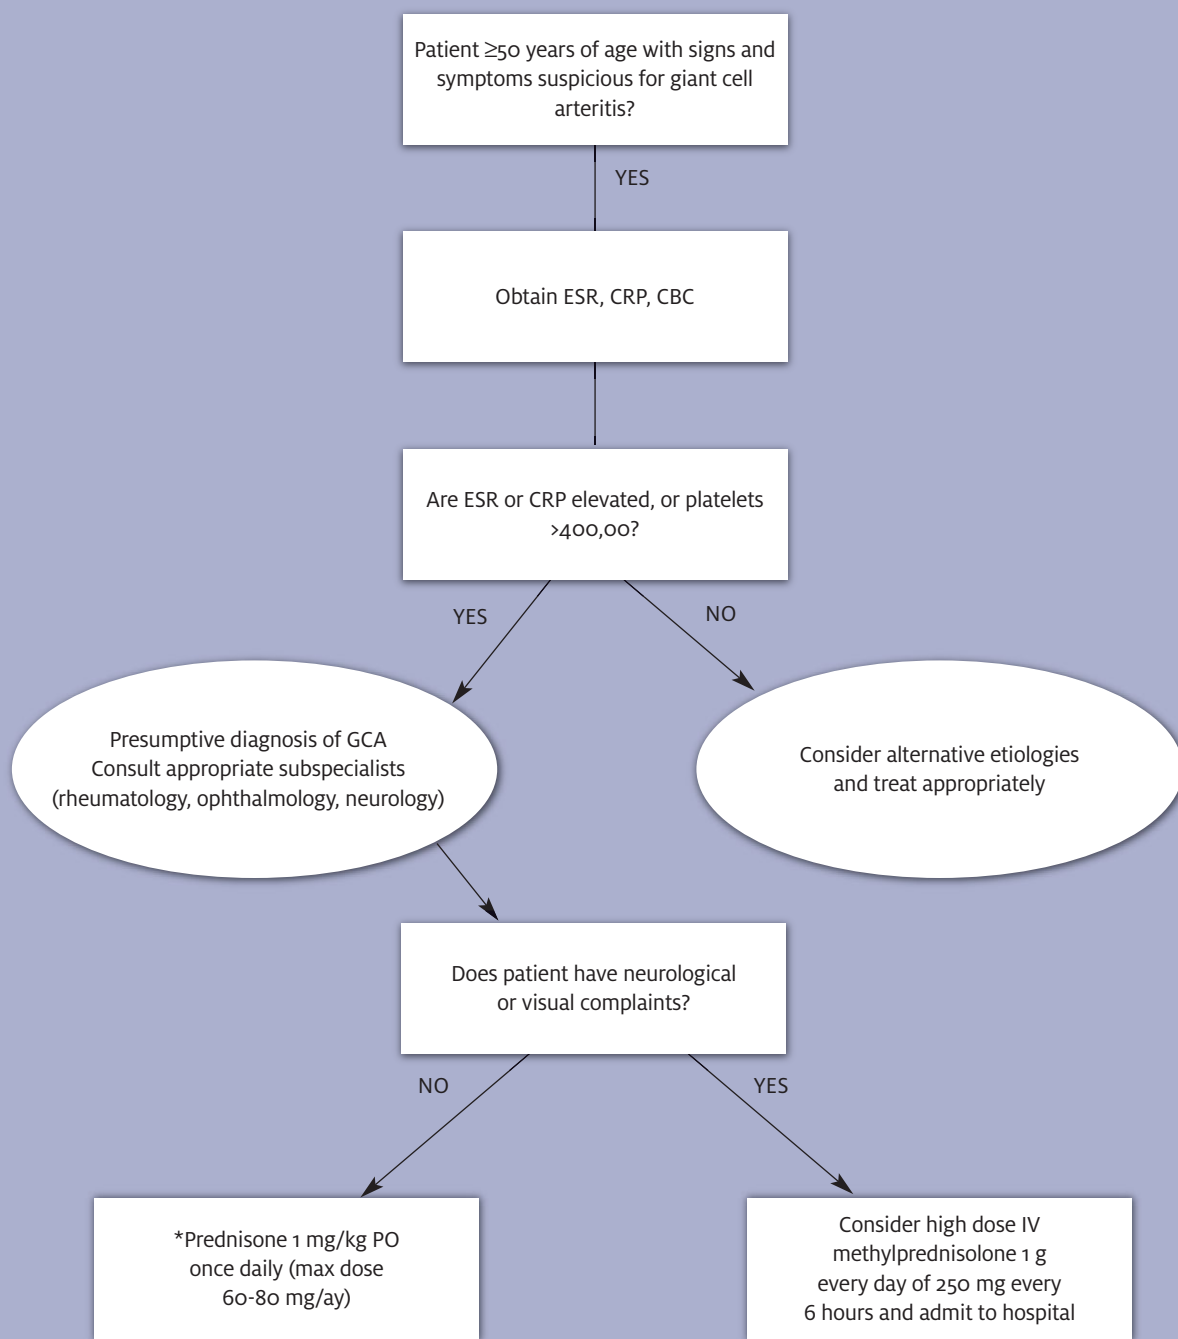 Patient ≥50 years of age with signs and
symptoms suspicious for giant cell
arteritis?
YES
Obtain ESR, CRP, CBC
Are ESR or CRP elevated, or platelets
>400,00?
YES
NO
Presumptive diagnosis of GCA
Consult appropriate subspecialists
(rheumatology, ophthalmology, neurology)
Consider alternative etiologies
and treat appropriately
Does patient have neurological
or visual complaints?
NO
YES
*Prednisone 1 mg/kg PO
once daily (max dose
60-80 mg/ay)
Consider high dose IV
methylprednisolone 1 g
every day of 250 mg every
6 hours and admit to hospital